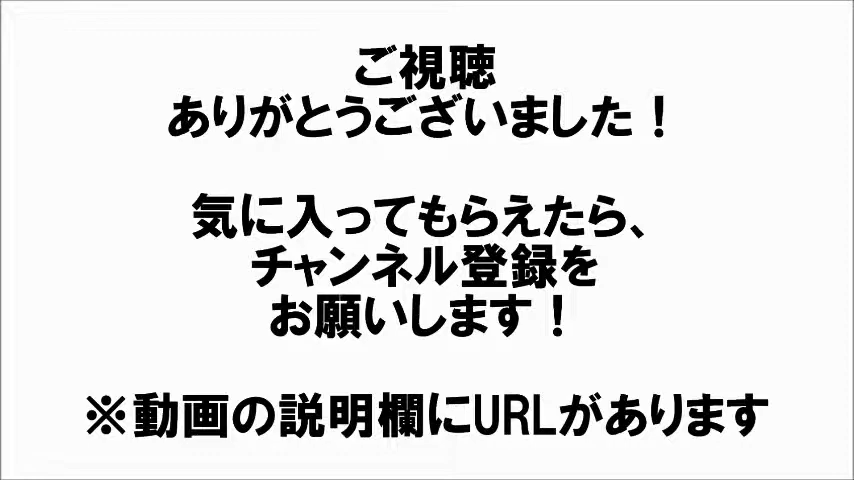 ご視聴
ありがとうございました！
気に入ってもらえたら、
チャンネル登録を
お願いします！
※動画の説明欄にURLがあります